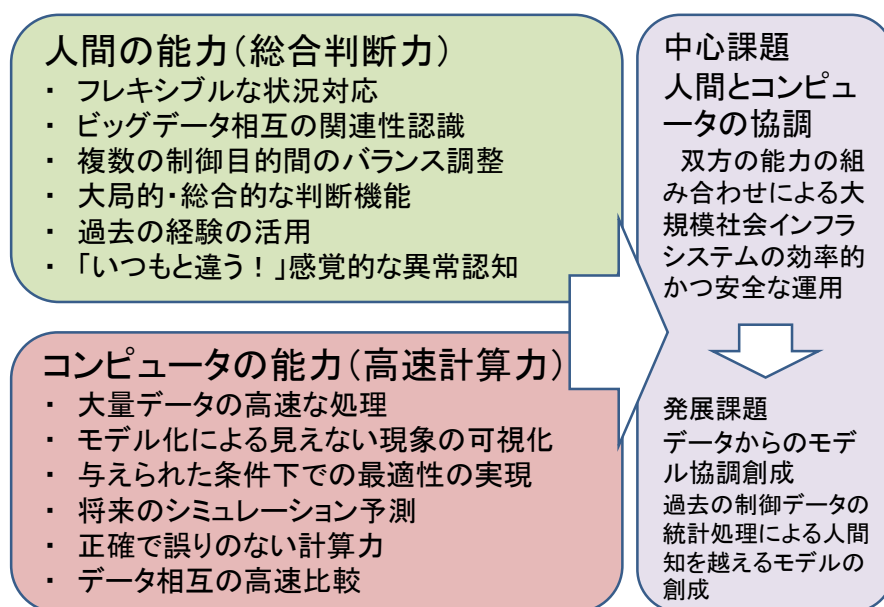 人間の能力（総合判断力）
・ フレキシブルな状況対応
・ ビッグデータ相互の関連性認識
・ 複数の制御目的間のバランス調整
・ 大局的・総合的な判断機能
・ 過去の経験の活用
・ 「いつもと違う！」感覚的な異常認知
コンピュータの能力（高速計算力）
・ 大量データの高速な処理
・ モデル化による見えない現象の可視化
・ 与えられた条件下での最適性の実現
・ 将来のシミュレーション予測
・ 正確で誤りのない計算力
・ データ相互の高速比較
中心課題
人間とコンピュ
ータの協調
双方の能力の組
み合わせによる大
規模社会インフラ
システムの効率的
かつ安全な運用
発展課題
データからのモデ
ル協調創成
過去の制御データの
統計処理による人間
知を越えるモデルの
創成